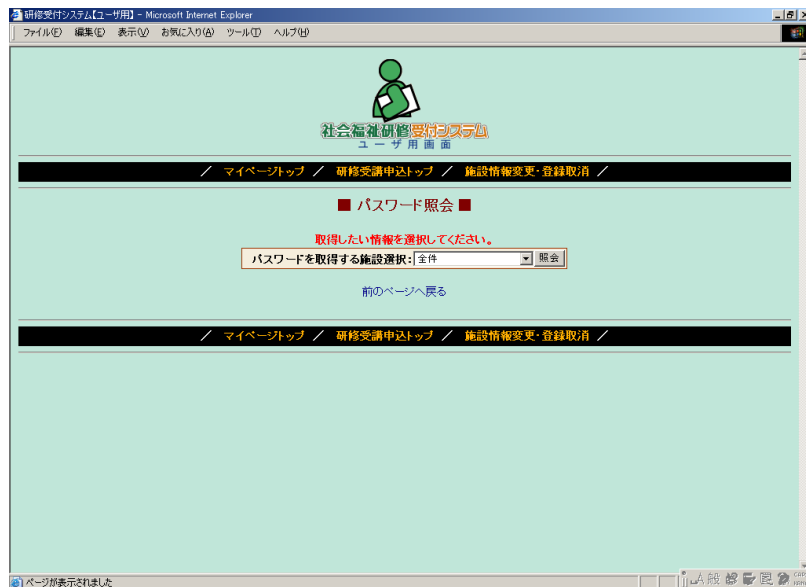 研修受付システム【ユーザ用】 - Microsoft Internet Explorer
ファイル(F) 編集(E) 表示(V) お気に入り(A) ツール(T) ヘルプ(H)
社会福祉研修受付システム
ユーザ用画面
／ マイページトップ ／ 研修受講申込トップ ／ 施設情報変更・登録取消 ／
■ パスワード照会 ■
取得したい情報を選択してください。
パスワードを取得する施設選択: 全件 照会
前のページへ戻る
／ マイページトップ ／ 研修受講申込トップ ／ 施設情報変更・登録取消 ／
ページが表示されました
A 般